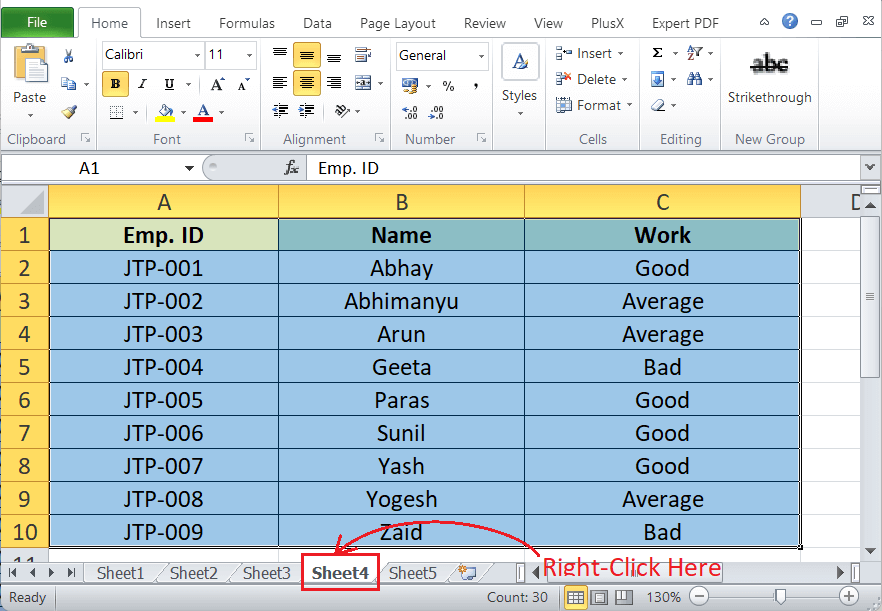 File Home Insert Formulas Data Page Layout Review View PlusX Expert PDF
Calibri 11 General Insert Σ abc
Paste B I U A A % , Styles Delete Strikethrough
A Format
Clipboard Font Alignment Number Cells Editing New Group
A1 fx Emp. ID
A B C D
1 Emp. ID Name Work
2 JTP-001 Abhay Good
3 JTP-002 Abhimanyu Average
4 JTP-003 Arun Average
5 JTP-004 Geeta Bad
6 JTP-005 Paras Good
7 JTP-006 Sunil Good
8 JTP-007 Yash Good
9 JTP-008 Yogesh Average
10 JTP-009 Zaid Bad
11
Sheet1 Sheet2 Sheet3 Sheet4 Sheet5 Right-Click Here
Ready Count: 30 130%